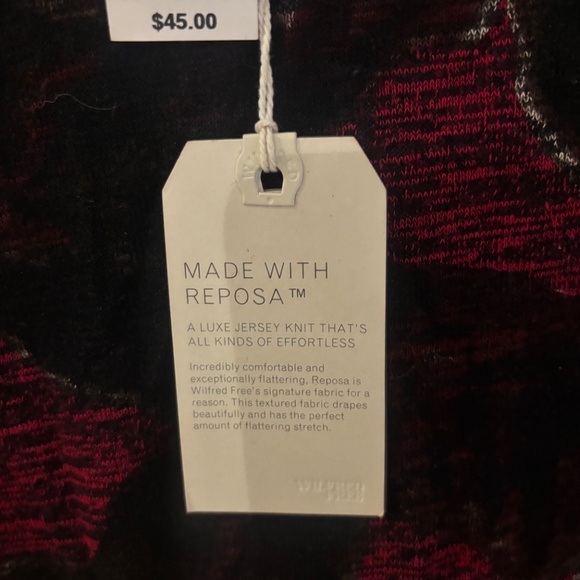 $45.00
MADE WITH
REPOSA™
A LUXE JERSEY KNIT THAT'S
ALL KINDS OF EFFORTLESS
Incredibly comfortable and
exceptionally flattering, Reposa is
Wilfred Free's signature fabric for a
reason. This textured fabric drapes
beautifully and has the perfect
amount of flattering stretch.